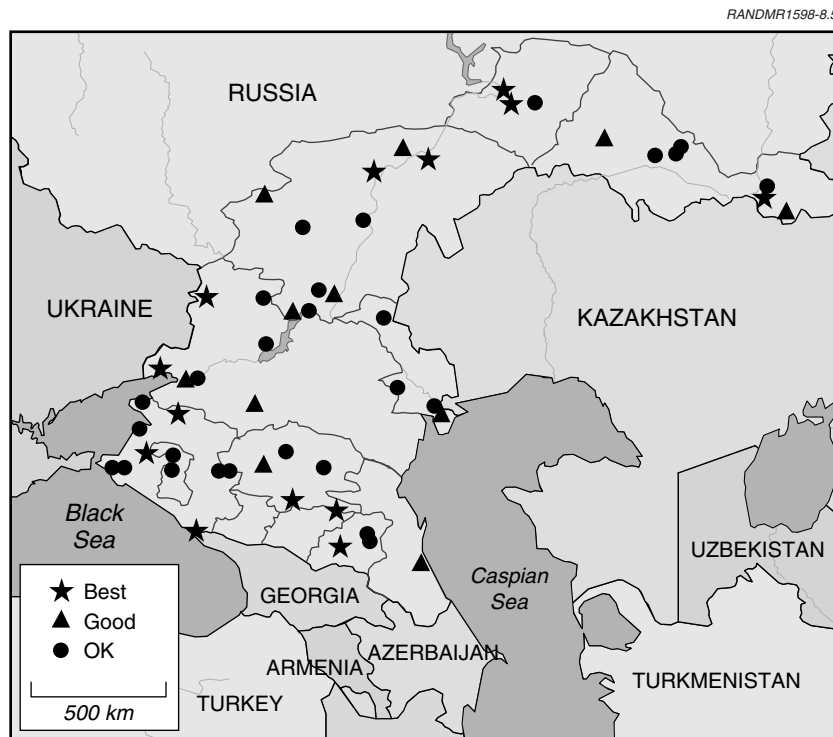 RANDMR1598-8.5
RUSSIA
UKRAINE
KAZAKHSTAN
Black
Sea
UZBEKISTAN
Caspian
Sea
GEORGIA
Best
Good
OK
AZERBAIJAN
ARMENIA
TURKMENISTAN
TURKEY
500 km